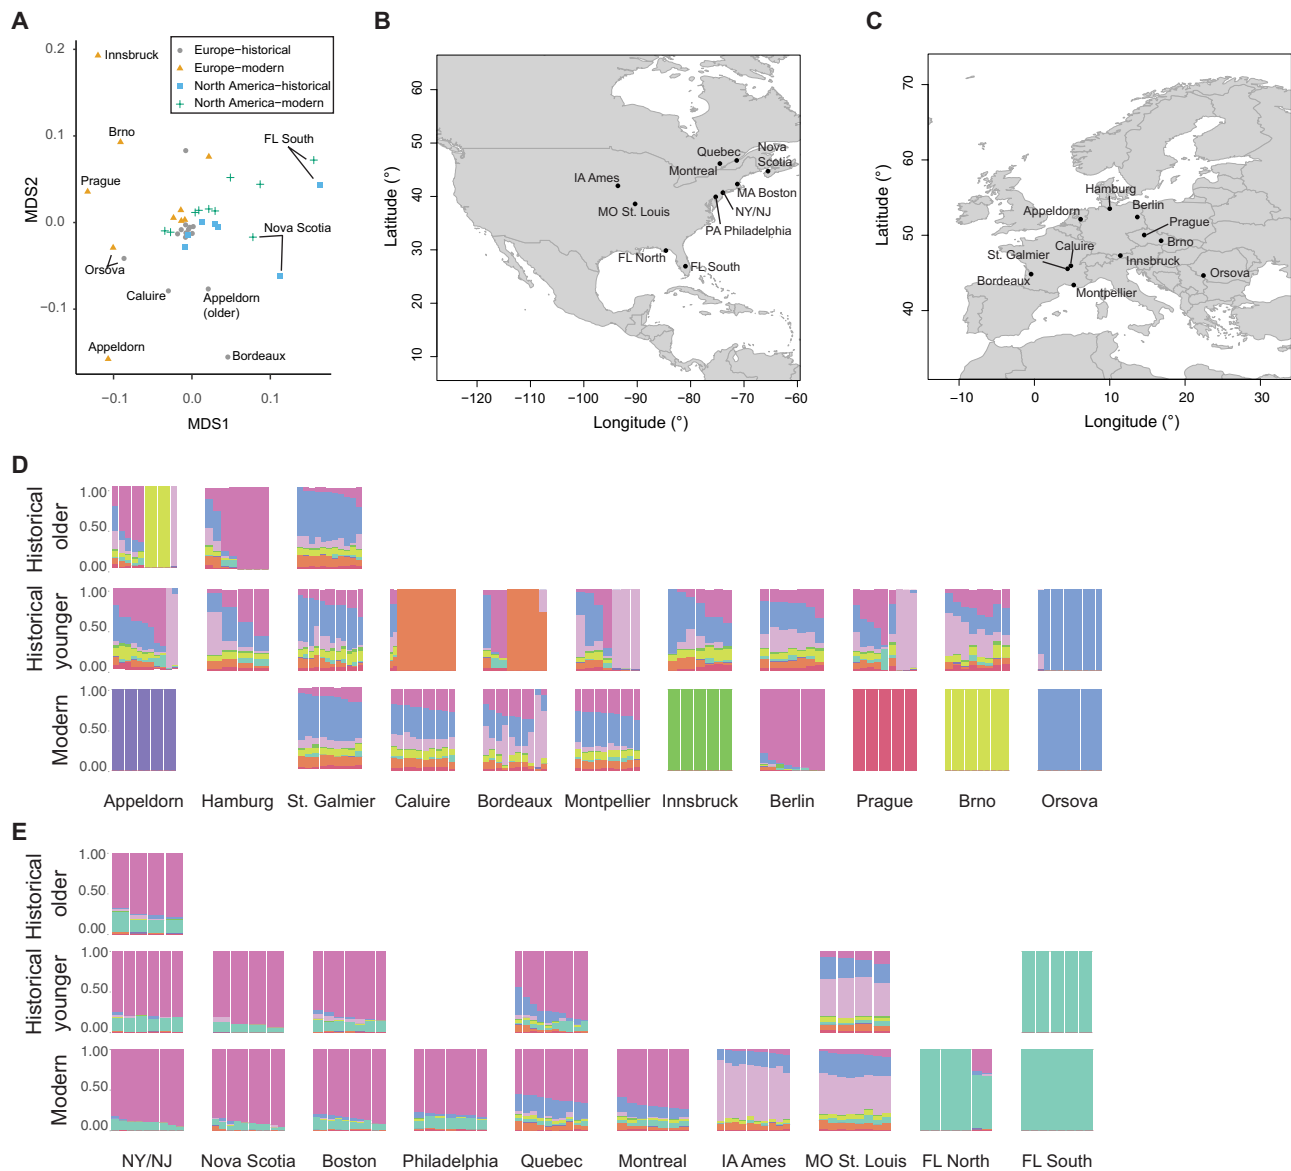 A
0.2
0.1
0.0
−0.1
MDS2
Innsbruck
Europe−historical
Europe−modern
North America−historical
North America−modern
Brno
FL South
Prague
Nova Scotia
Orsova
Caluire
Appeldorn
(older)
Appeldorn
Bordeaux
−0.1
0.0
0.1
MDS1
B
60
50
40
30
20
10
Latitude (°)
Quebec
Nova
Scotia
Montreal
IA Ames
MA Boston
MO St. Louis
NY/NJ
PA Philadelphia
FL North
FL South
−120
−110
−100
−90
−80
−70
−60
Longitude (°)
C
70
60
50
40
Latitude (°)
Hamburg
Appeldorn
Berlin
Prague
Caluire
Brno
St. Galmier
Innsbruck
Bordeaux
Orsova
Montpellier
−10
0
10
20
30
Longitude (°)
D
Historical
older
1.00
0.50
0.00
Historical
younger
1.00
0.50
0.00
Modern
1.00
0.50
0.00
Appeldorn
Hamburg
St. Galmier
Caluire
Bordeaux
Montpellier
Innsbruck
Berlin
Prague
Brno
Orsova
E
Historical
older
1.00
0.50
0.00
Historical
younger
1.00
0.50
0.00
Modern
1.00
0.50
0.00
NY/NJ
Nova Scotia
Boston
Philadelphia
Quebec
Montreal
IA Ames
MO St. Louis
FL North
FL South